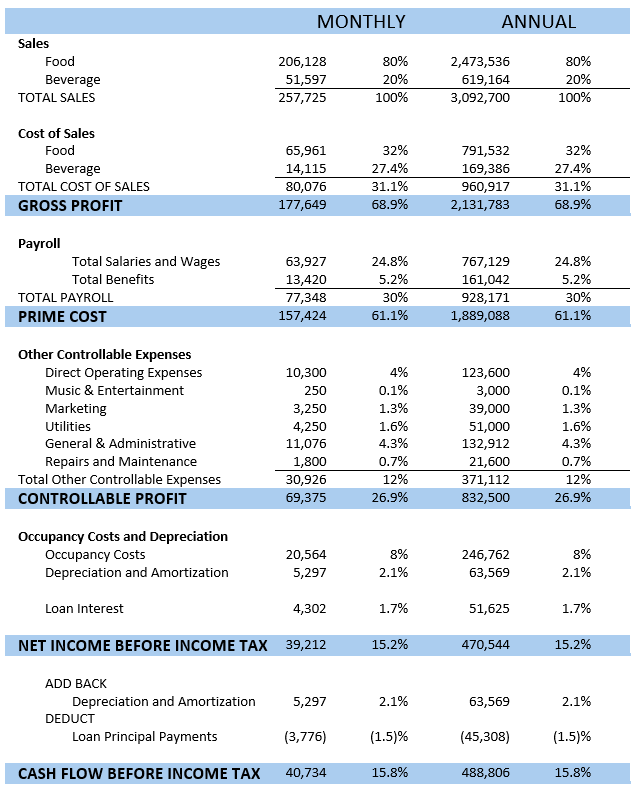 MONTHLY ANNUAL
Sales
Food 206,128 80% 2,473,536 80%
Beverage 51,597 20% 619,164 20%
TOTAL SALES 257,725 100% 3,092,700 100%
Cost of Sales
Food 65,961 32% 791,532 32%
Beverage 14,115 27.4% 169,386 27.4%
TOTAL COST OF SALES 80,076 31.1% 960,917 31.1%
GROSS PROFIT 177,649 68.9% 2,131,783 68.9%
Payroll
Total Salaries and Wages 63,927 24.8% 767,129 24.8%
Total Benefits 13,420 5.2% 161,042 5.2%
TOTAL PAYROLL 77,348 30% 928,171 30%
PRIME COST 157,424 61.1% 1,889,088 61.1%
Other Controllable Expenses
Direct Operating Expenses 10,300 4% 123,600 4%
Music & Entertainment 250 0.1% 3,000 0.1%
Marketing 3,250 1.3% 39,000 1.3%
Utilities 4,250 1.6% 51,000 1.6%
General & Administrative 11,076 4.3% 132,912 4.3%
Repairs and Maintenance 1,800 0.7% 21,600 0.7%
Total Other Controllable Expenses 30,926 12% 371,112 12%
CONTROLLABLE PROFIT 69,375 26.9% 832,500 26.9%
Occupancy Costs and Depreciation
Occupancy Costs 20,564 8% 246,762 8%
Depreciation and Amortization 5,297 2.1% 63,569 2.1%
Loan Interest 4,302 1.7% 51,625 1.7%
NET INCOME BEFORE INCOME TAX 39,212 15.2% 470,544 15.2%
ADD BACK
Depreciation and Amortization 5,297 2.1% 63,569 2.1%
DEDUCT
Loan Principal Payments (3,776) (1.5)% (45,308) (1.5)%
CASH FLOW BEFORE INCOME TAX 40,734 15.8% 488,806 15.8%